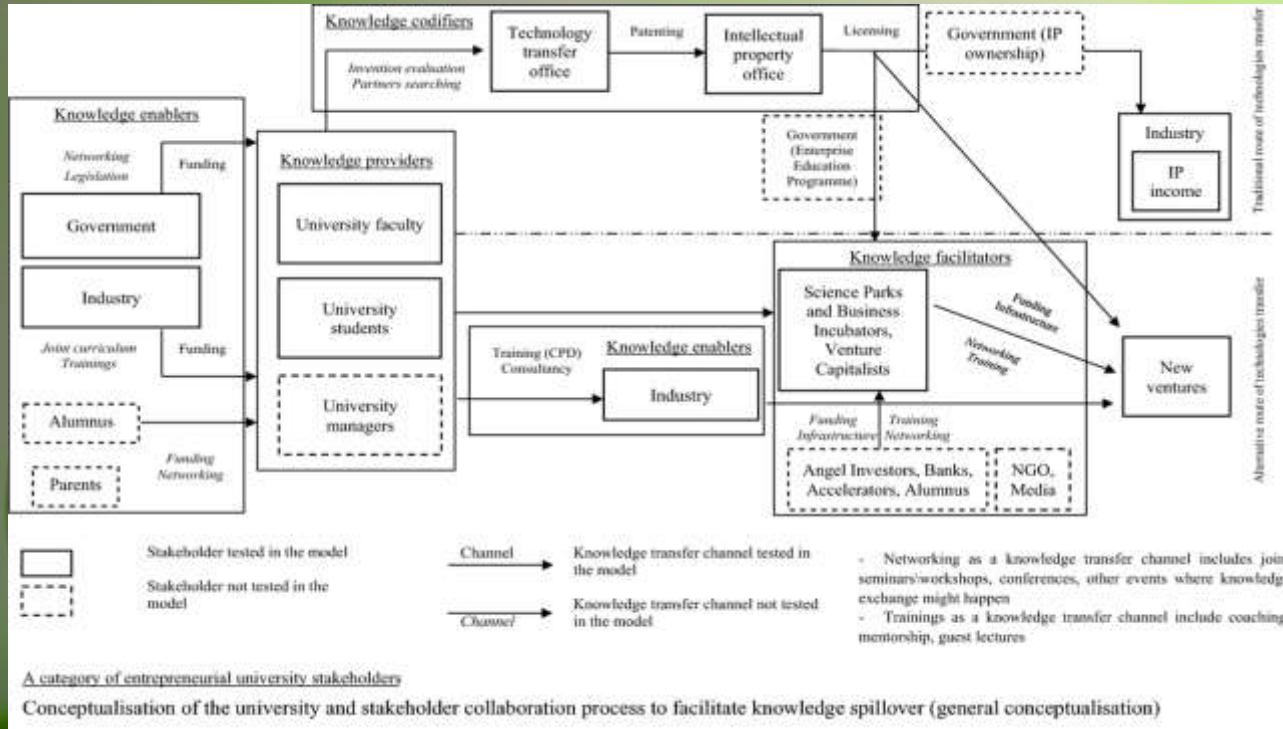 Knowledge codifiers
Technology
transfer
office
Patenting
Intellectual
property
office
Licensing
Government (IP
ownership)
Invention evaluation
Partners searching
Traditional route of technologies transfer
Knowledge enablers
Networking
Legislation
Funding
Government
Industry
Joint curriculum
Trainings
Funding
Alumnus
Parents
Funding
Networking
Knowledge providers
University faculty
University
students
University
managers
Government
(Enterprise
Education
Programme)
Industry
IP
income
Knowledge facilitators
Science Parks
and Business
Incubators,
Venture
Capitalists
Funding
Infrastructure
Networking
Training
New
ventures
Training (CPD)
Consultancy
Knowledge enablers
Industry
Funding
Infrastructure
Training
Networking
Angel Investors, Banks,
Accelerators, Alumnus
NGO,
Media
Alternative route of technologies transfer
Stakeholder tested in the model
Stakeholder not tested in the
model
Channel
Knowledge transfer channel tested in
the model
Channel
Knowledge transfer channel not tested
in the model
- Networking as a knowledge transfer channel includes join
seminars\workshops, conferences, other events where knowledg
exchange might happen
- Trainings as a knowledge transfer channel include coaching
mentorship, guest lectures
A category of entrepreneurial university stakeholders
Conceptualisation of the university and stakeholder collaboration process to facilitate knowledge spillover (general conceptualisation)